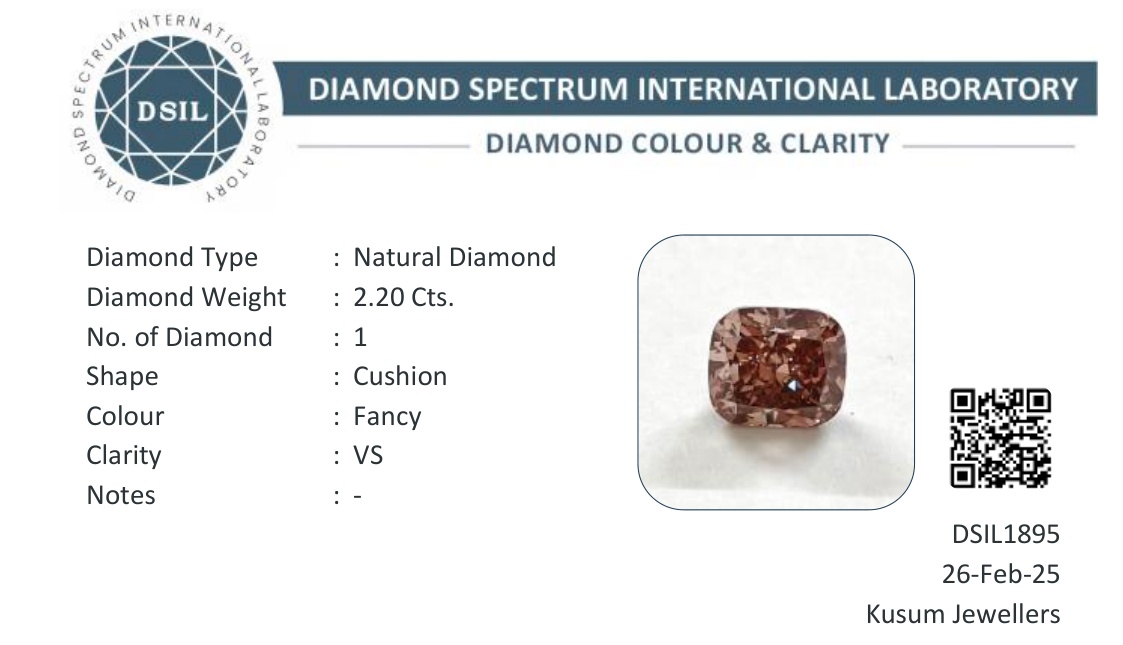 DIAMOND SPECTRUM INTERNATIONAL LABORATORY
DSIL
DIAMOND SPECTRUM INTERNATIONAL LABORATORY
DIAMOND COLOUR & CLARITY
Diamond Type : Natural Diamond
Diamond Weight : 2.20 Cts.
No. of Diamond : 1
Shape : Cushion
Colour : Fancy
Clarity : VS
Notes : -
DSIL1895
26-Feb-25
Kusum Jewellers